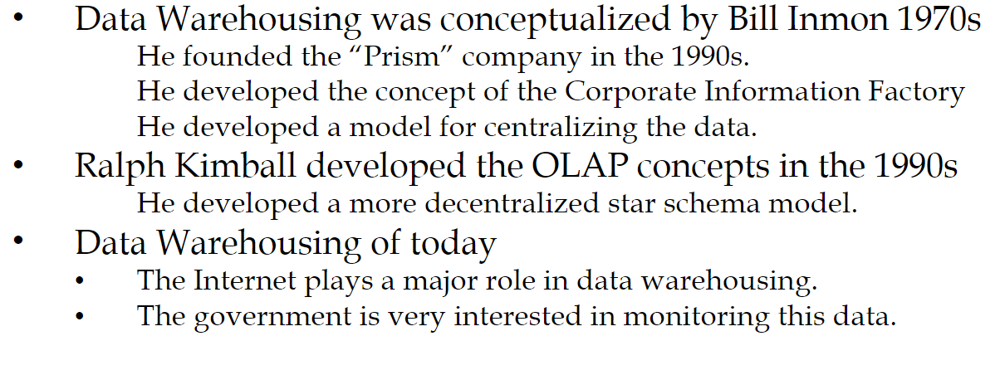 • Data Warehousing was conceptualized by Bill Inmon 1970s
He founded the “Prism” company in the 1990s.
He developed the concept of the Corporate Information Factory
He developed a model for centralizing the data.
• Ralph Kimball developed the OLAP concepts in the 1990s
He developed a more decentralized star schema model.
• Data Warehousing of today
• The Internet plays a major role in data warehousing.
• The government is very interested in monitoring this data.